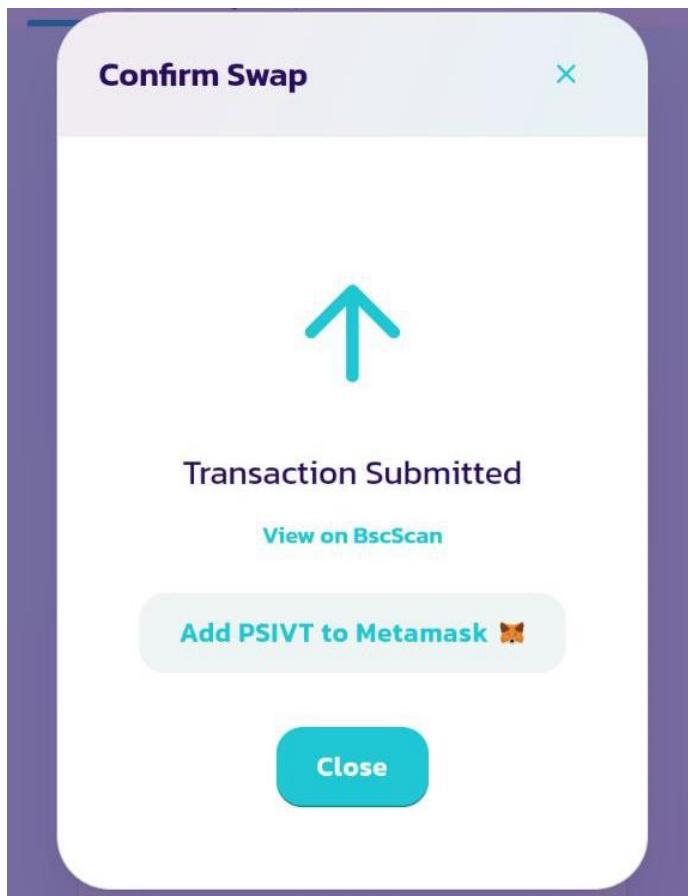 Confirm Swap
Transaction Submitted
View on BscScan
Add PSIVT to Metamask
Close